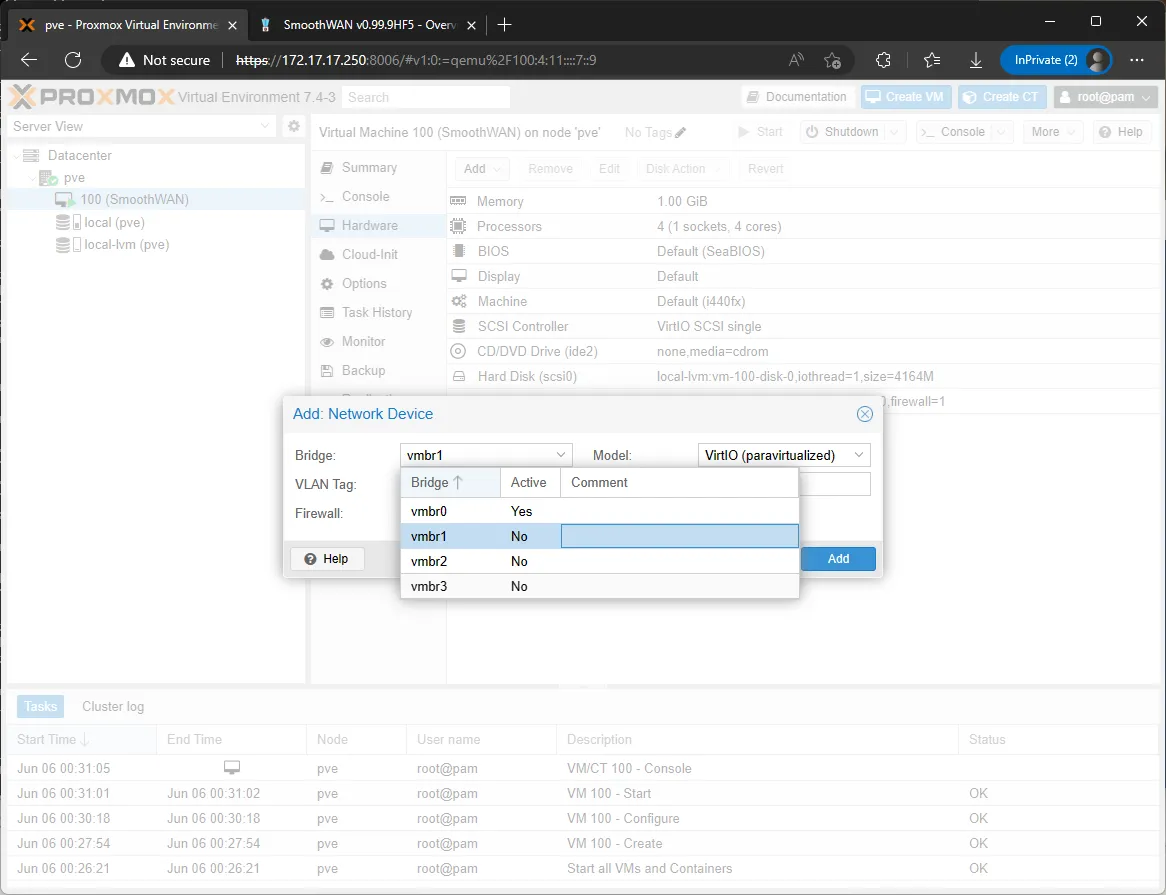 pve - Proxmox Virtual Environme
SmoothWAN v0.99.9HF5 - Overv
Not secure
https://172.17.17.250:8006/#v1:0:=qemu%2F100:4:11::::7::9
InPrivate (2)
PROXMOX Virtual Environment 7.4-3
Search
Documentation
Create VM
Create CT
root@pam
Server View
Virtual Machine 100 (SmoothWAN) on node 'pve'
No Tags
Start
Shutdown
Console
More
Help
Datacenter
pve
100 (SmoothWAN)
local (pve)
local-lvm (pve)
Summary
Console
Hardware
Cloud-Init
Options
Task History
Monitor
Backup
Add
Remove
Edit
Disk Action
Revert
Memory 1.00 GiB
Processors 4 (1 sockets, 4 cores)
BIOS Default (SeaBIOS)
Display Default
Machine Default (i440fx)
SCSI Controller VirtIO SCSI single
CD/DVD Drive (ide2) none,media=cdrom
Hard Disk (scsi0) local-lvm:vm-100-disk-0,iothread=1,size=4164M
,firewall=1
Add: Network Device
Bridge: vmbr1 Model: VirtIO (paravirtualized)
VLAN Tag:
Firewall:
Bridge Active Comment
vmbr0 Yes
vmbr1 No
vmbr2 No
vmbr3 No
Help
Add
Tasks
Cluster log
Start Time End Time Node User name Description Status
Jun 06 00:31:05 pve root@pam VM/CT 100 - Console
Jun 06 00:31:01 Jun 06 00:31:02 pve root@pam VM 100 - Start OK
Jun 06 00:30:18 Jun 06 00:30:18 pve root@pam VM 100 - Configure OK
Jun 06 00:27:54 Jun 06 00:27:54 pve root@pam VM 100 - Create OK
Jun 06 00:26:21 Jun 06 00:26:21 pve root@pam Start all VMs and Containers OK